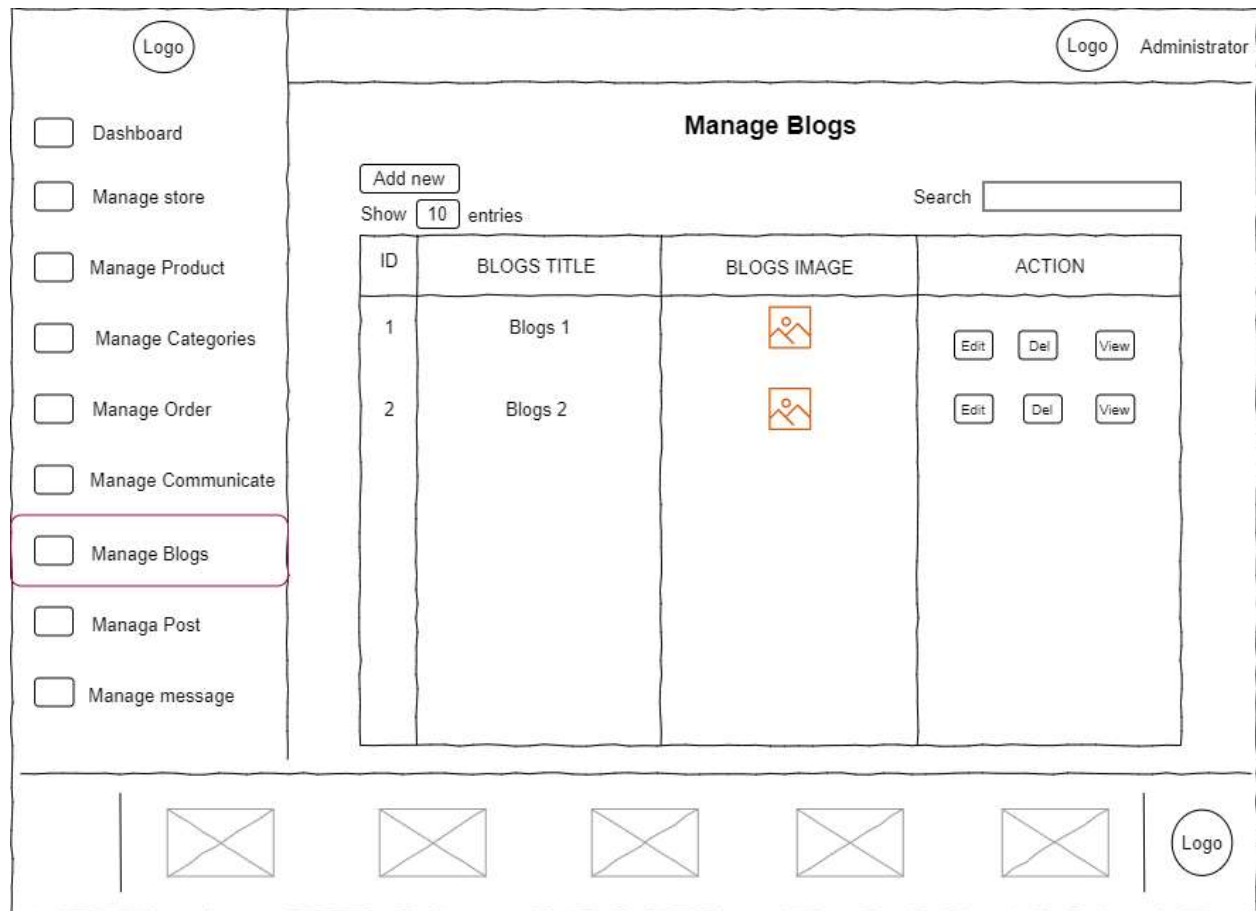 Logo
Logo Administrator
Dashboard
Manage store
Manage Product
Manage Categories
Manage Order
Manage Communicate
Manage Blogs
Managa Post
Manage message
Manage Blogs
Add new
Show 10 entries
Search
ID BLOGS TITLE BLOGS IMAGE ACTION
1 Blogs 1 Edit Del View
2 Blogs 2 Edit Del View
Logo